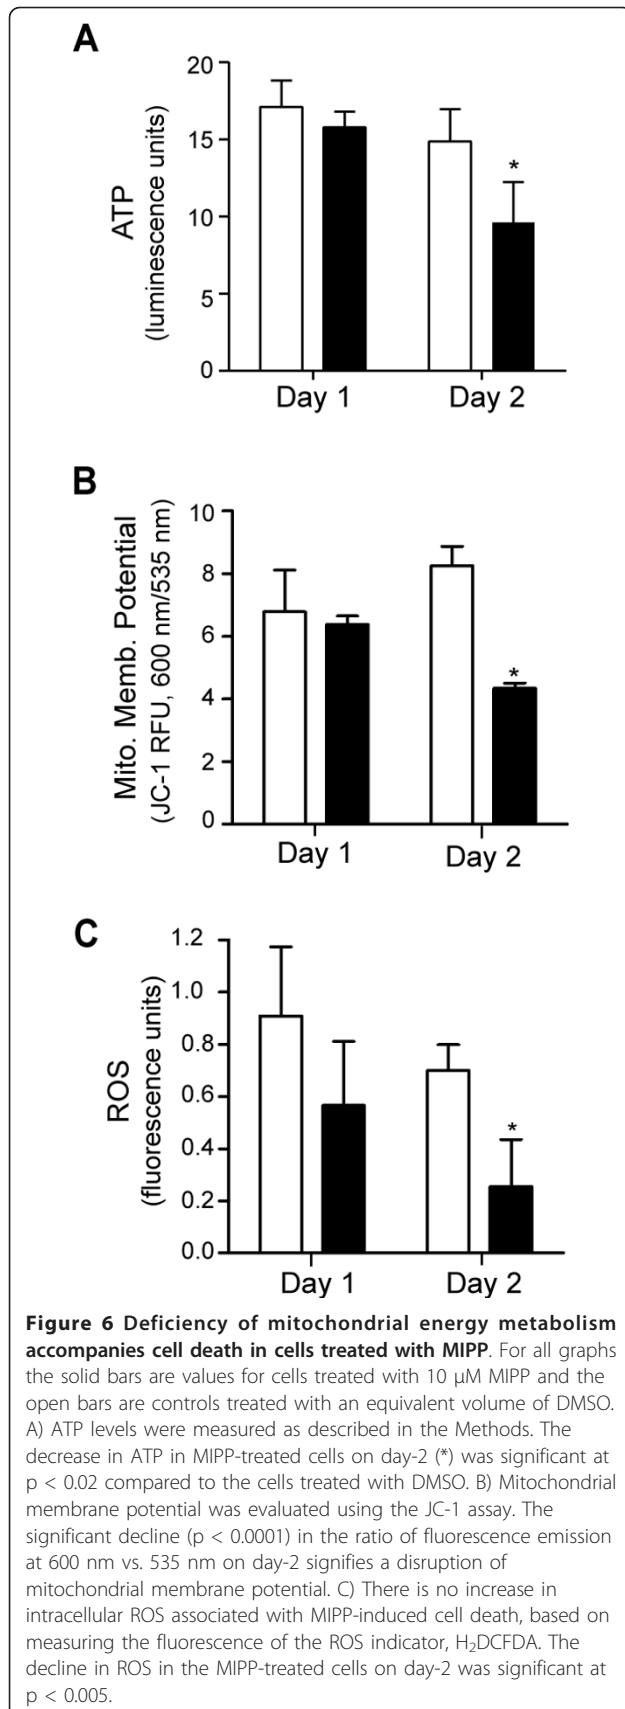 A
20
15
10
5
0
ATP
(luminescence units)
*
Day 1
Day 2
B
10
8
6
4
2
0
Mito. Memb. Potential
(JC-1 RFU, 600 nm/535 nm)
*
Day 1
Day 2
C
1.2
1.0
0.8
0.6
0.4
0.2
0.0
ROS
(fluorescence units)
*
Day 1
Day 2
Figure 6 Deficiency of mitochondrial energy metabolism
accompanies cell death in cells treated with MIPP. For all graphs
the solid bars are values for cells treated with 10 μM MIPP and the
open bars are controls treated with an equivalent volume of DMSO.
A) ATP levels were measured as described in the Methods. The
decrease in ATP in MIPP-treated cells on day-2 (*) was significant at
p < 0.02 compared to the cells treated with DMSO. B) Mitochondrial
membrane potential was evaluated using the JC-1 assay. The
significant decline (p < 0.0001) in the ratio of fluorescence emission
at 600 nm vs. 535 nm on day-2 signifies a disruption of
mitochondrial membrane potential. C) There is no increase in
intracellular ROS associated with MIPP-induced cell death, based on
measuring the fluorescence of the ROS indicator, H₂DCFDA. The
decline in ROS in the MIPP-treated cells on day-2 was significant at
p < 0.005.